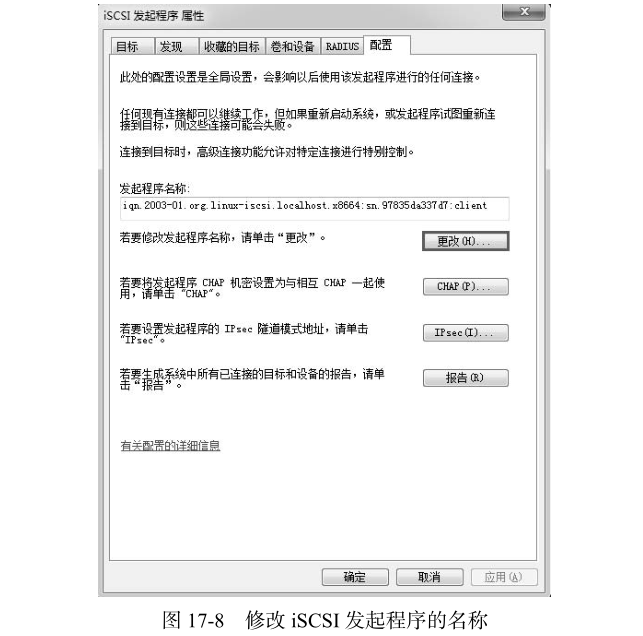 iSCSI 发起程序 属性
目标 发现 收藏的目标 卷和设备 RADIUS 配置
此处的配置设置是全局设置，会影响以后使用该发起程序进行的任何连接。
任何现有连接都可以继续工作，但如果重新启动系统，或发起程序试图重新连
接到目标，则这些连接可能会失败。
连接到目标时，高级连接功能允许对特定连接进行特别控制。
发起程序名称:
iqn.2003-01.org.linux-iscsi.localhost.x8664:sn.97835da337d7:client
若要修改发起程序名称，请单击“更改”。
更改(H)...
若要将发起程序 CHAP 机密设置为与相互 CHAP 一起使
用，请单击 "CHAP"。
CHAP(P)...
若要设置发起程序的 IPsec 隧道模式地址，请单击
"IPsec"。
IPsec(I)...
若要生成系统中所有已连接的目标和设备的报告，请单
击“报告”。
报告(R)
有关配置的详细信息
确定 取消 应用(A)
图 17-8 修改 iSCSI 发起程序的名称